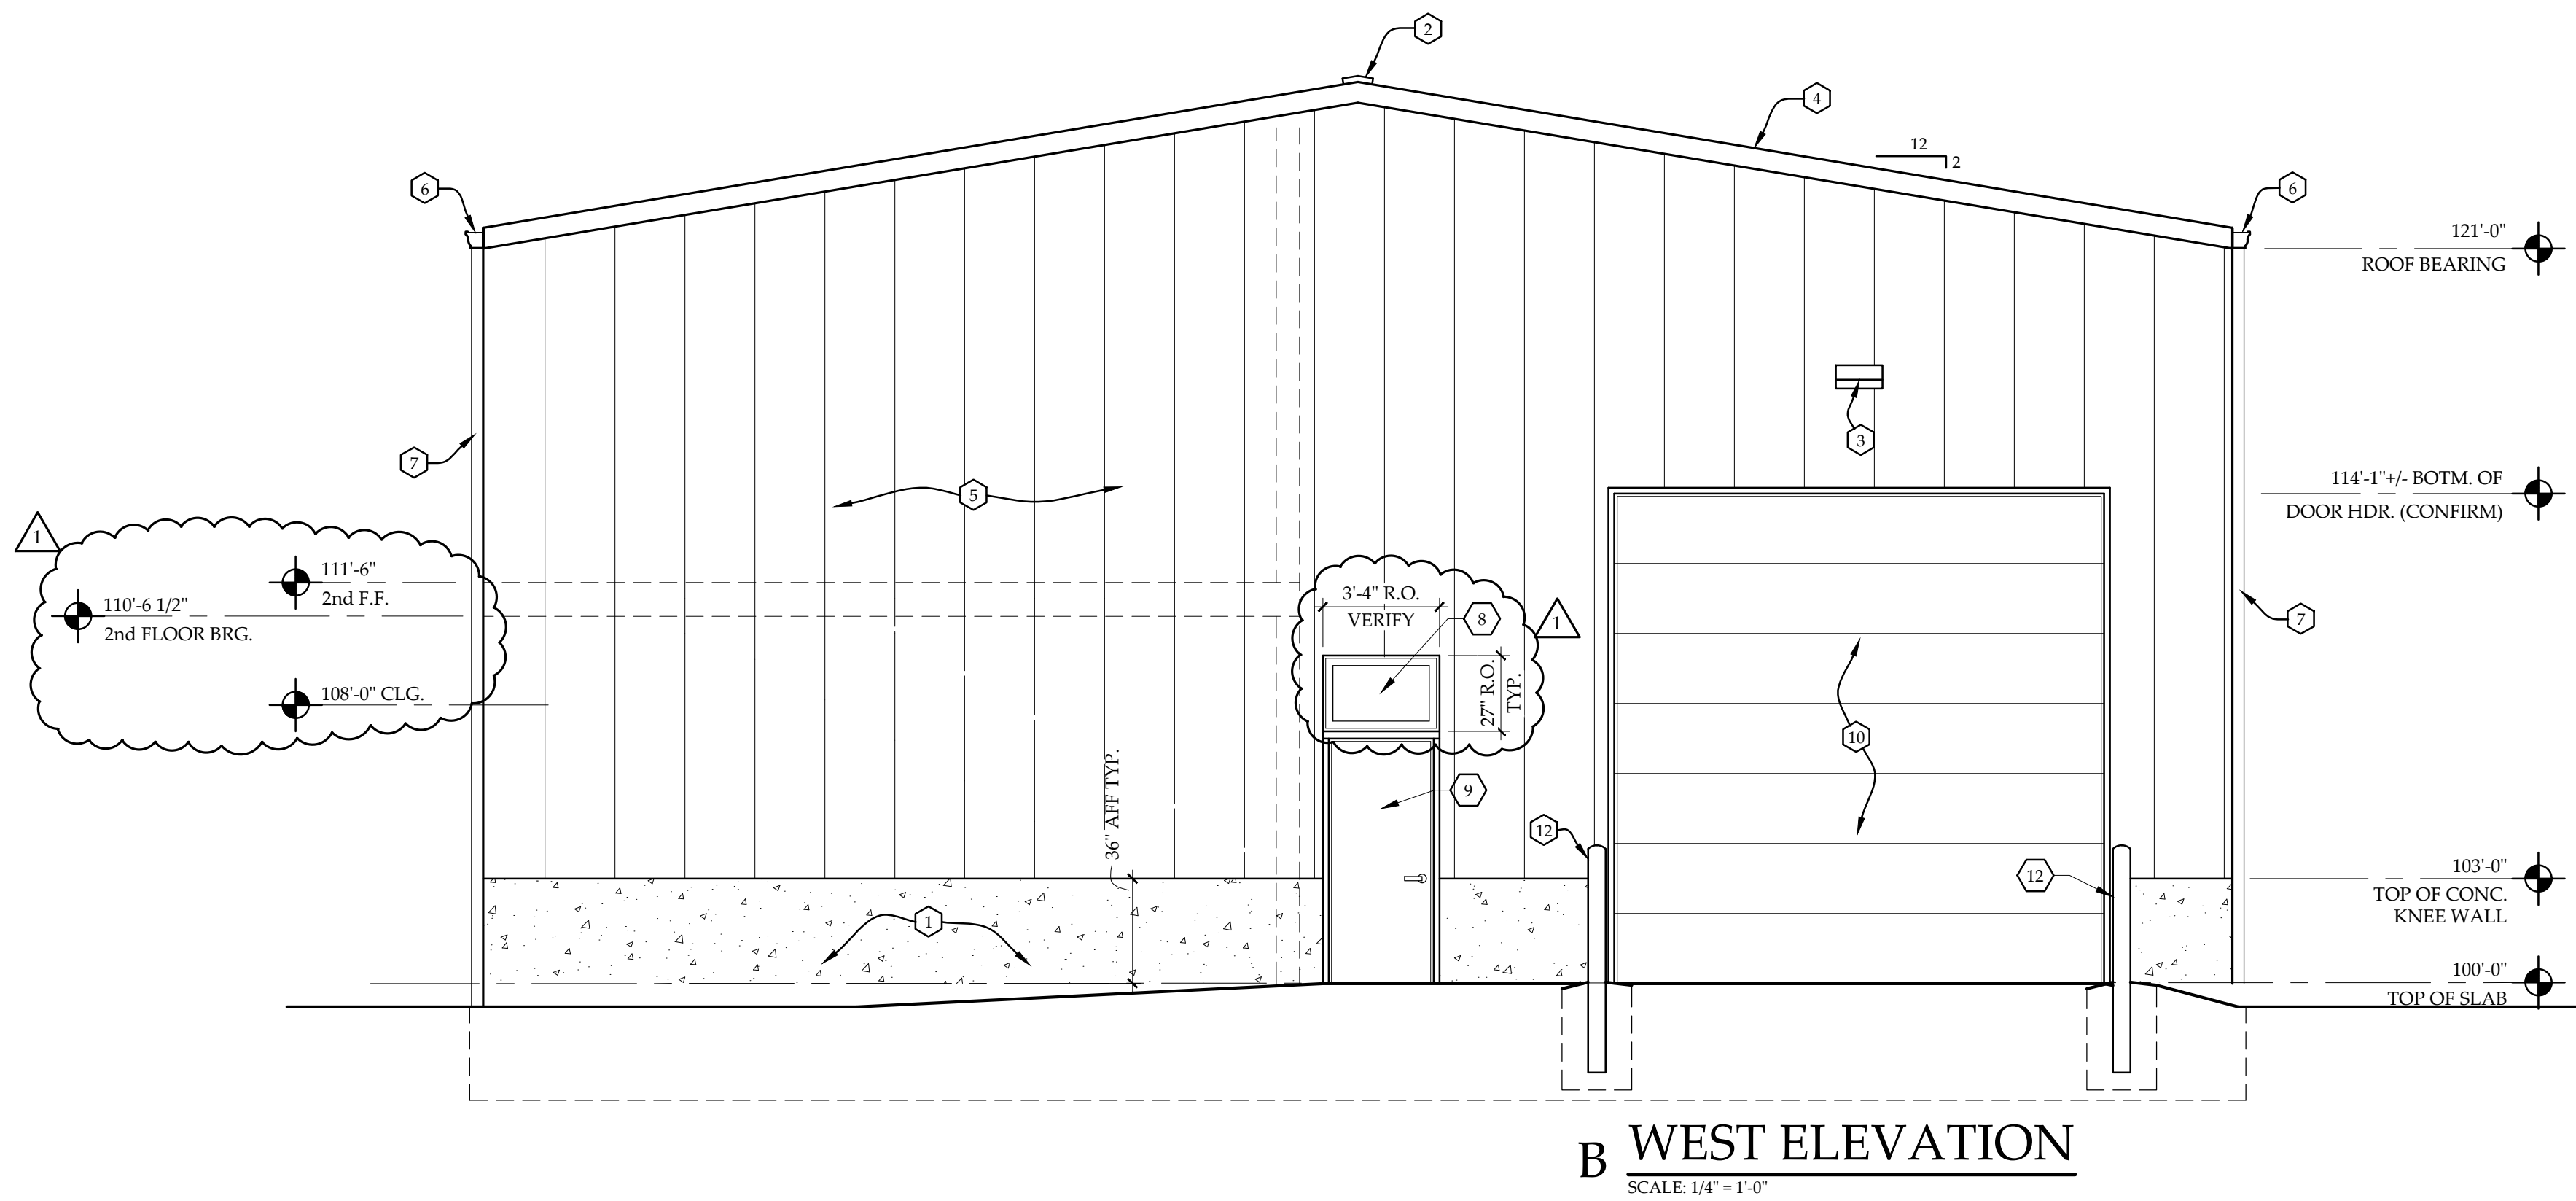 2
4
12
2
6
6
121'-0"
ROOF BEARING
3
7
5
114'-1"+/- BOTM. OF
DOOR HDR. (CONFIRM)
1
111'-6"
2nd F.F.
110'-6 1/2"
2nd FLOOR BRG.
108'-0" CLG.
3'-4" R.O.
VERIFY
8
1
27" R.O.
TYP.
7
10
9
12
36" AFF TYP.
12
103'-0"
TOP OF CONC.
KNEE WALL
1
100'-0"
TOP OF SLAB
B WEST ELEVATION
SCALE: 1/4" = 1'-0"